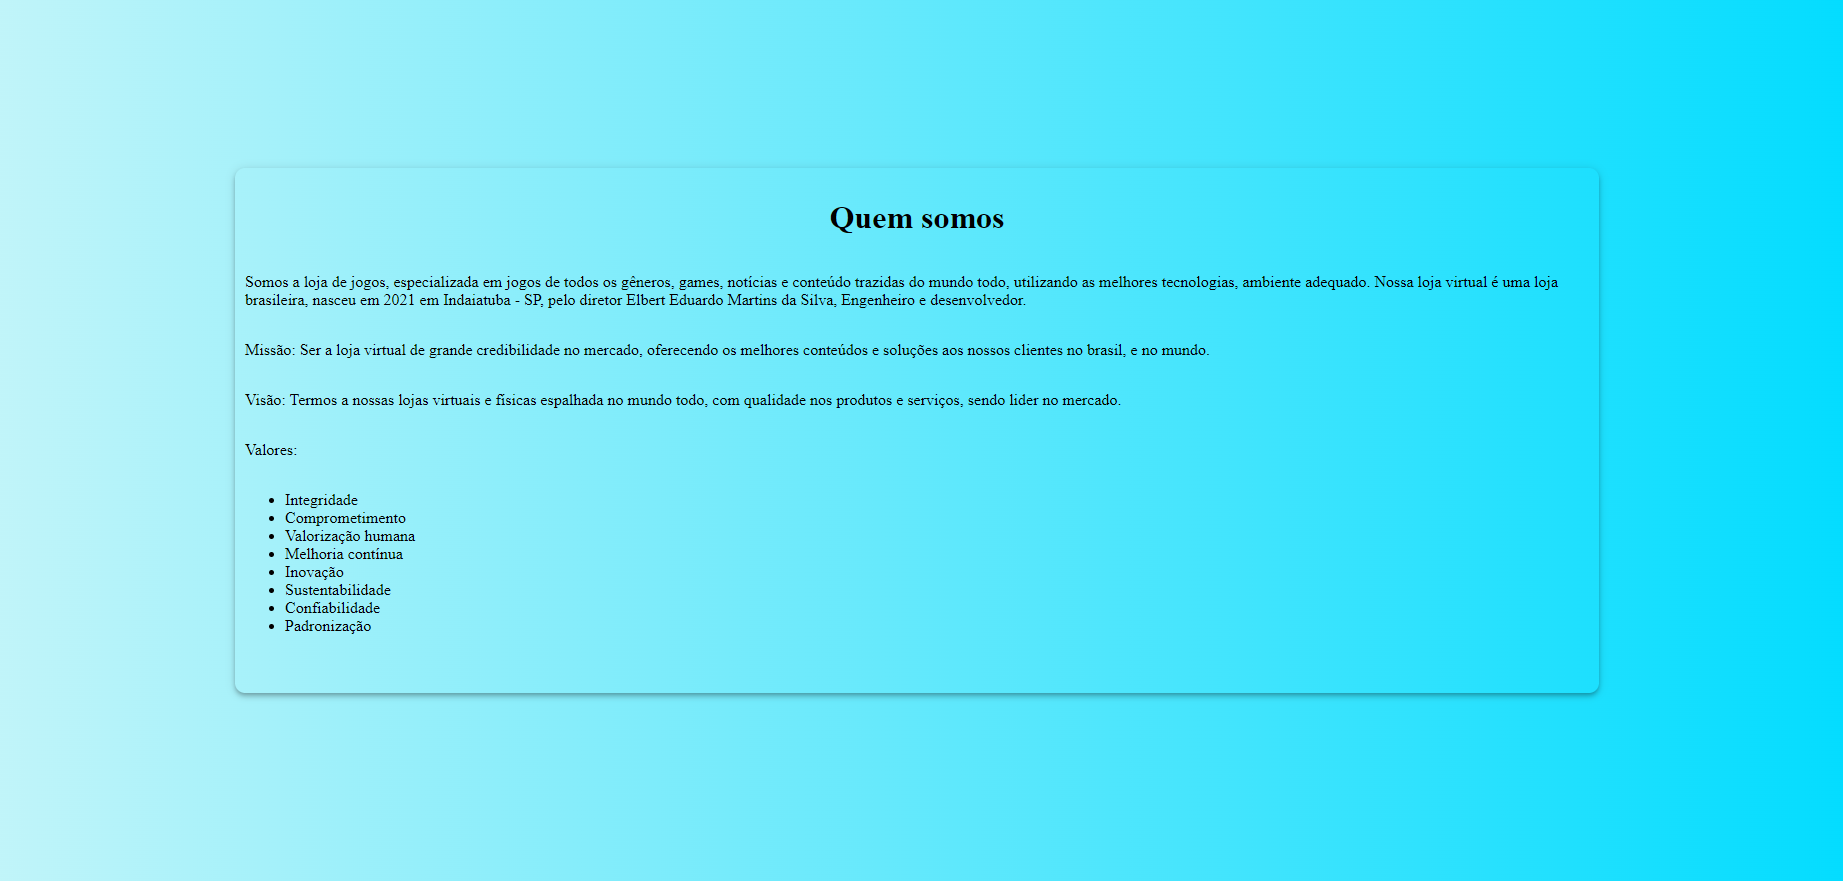 Quem somos
Somos a loja de jogos, especializada em jogos de todos os gêneros, games, notícias e conteúdo trazidas do mundo todo, utilizando as melhores tecnologias, ambiente adequado. Nossa loja virtual é uma loja
brasileira, nasceu em 2021 em Indaiatuba - SP, pelo diretor Elbert Eduardo Martins da Silva, Engenheiro e desenvolvedor.
Missão: Ser a loja virtual de grande credibilidade no mercado, oferecendo os melhores conteúdos e soluções aos nossos clientes no brasil, e no mundo.
Visão: Termos a nossas lojas virtuais e físicas espalhada no mundo todo, com qualidade nos produtos e serviços, sendo lider no mercado.
Valores:
• Integridade
• Comprometimento
• Valorização humana
• Melhoria contínua
• Inovação
• Sustentabilidade
• Confiabilidade
• Padronização